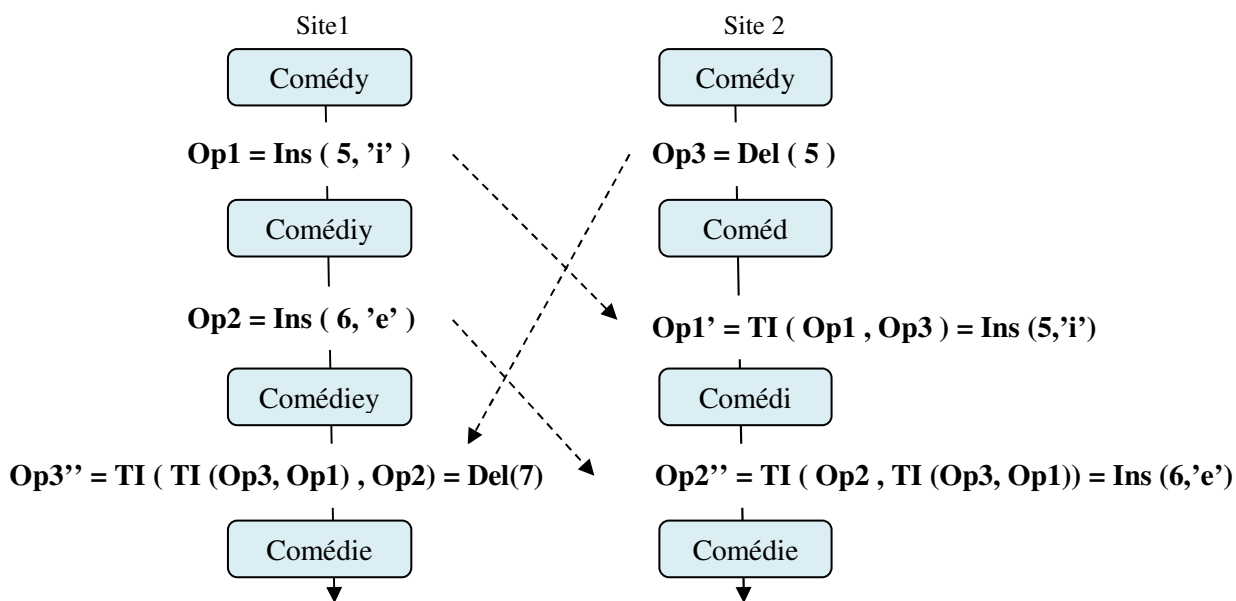 Site1
Site 2
Comédy
Comédy
Op1 = Ins ( 5, ’i’ )
Op3 = Del ( 5 )
Comédiy
Coméd
Op2 = Ins ( 6, ’e’ )
Op1’ = TI ( Op1 , Op3 ) = Ins (5,’i’)
Comédiey
Comédi
Op3’’ = TI ( TI (Op3, Op1) , Op2) = Del(7)
Op2’’ = TI ( Op2 , TI (Op3, Op1)) = Ins (6,’e’)
Comédie
Comédie